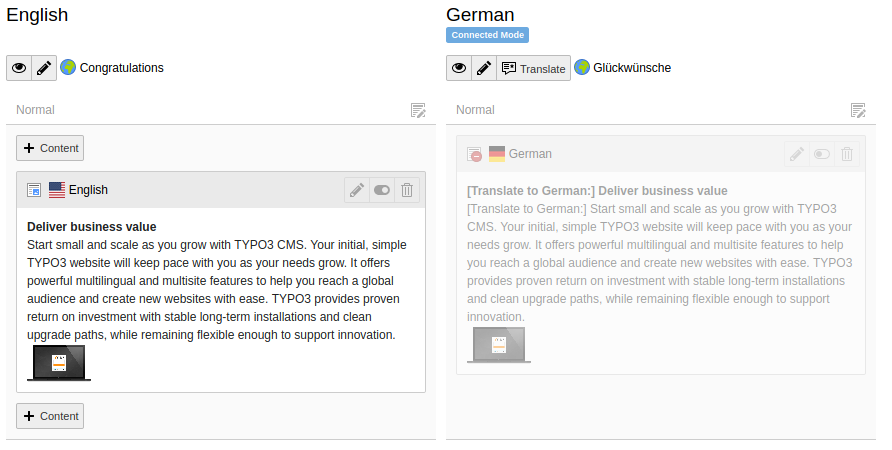 English
Congratulations
Normal
Content
English
Deliver business value
Start small and scale as you grow with TYPO3 CMS. Your initial, simple
TYPO3 website will keep pace with you as your needs grow. It offers
powerful multilingual and multisite features to help you reach a global
audience and create new websites with ease. TYPO3 provides proven
return on investment with stable long-term installations and clean
upgrade paths, while remaining flexible enough to support innovation.
Content
German
Connected Mode
Translate
Glückwünsche
Normal
German
[Translate to German:] Deliver business value
[Translate to German:] Start small and scale as you grow with TYPO3
CMS. Your initial, simple TYPO3 website will keep pace with you as your
needs grow. It offers powerful multilingual and multisite features to help
you reach a global audience and create new websites with ease. TYPO3
provides proven return on investment with stable long-term installations
and clean upgrade paths, while remaining flexible enough to support
innovation.